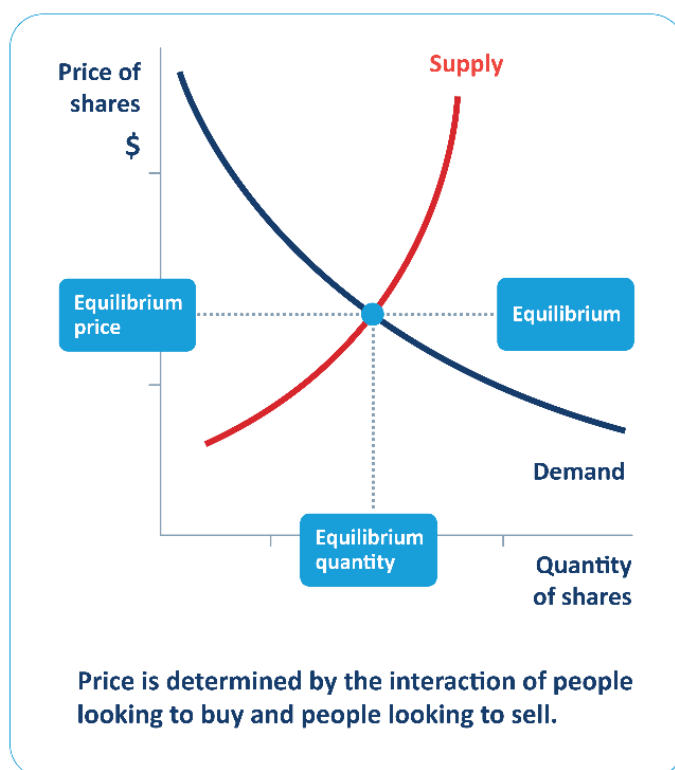 Price of
shares
$
Supply
Equilibrium
price
Equilibrium
Demand
Equilibrium
quantity
Quantity
of shares
Price is determined by the interaction of people
looking to buy and people looking to sell.